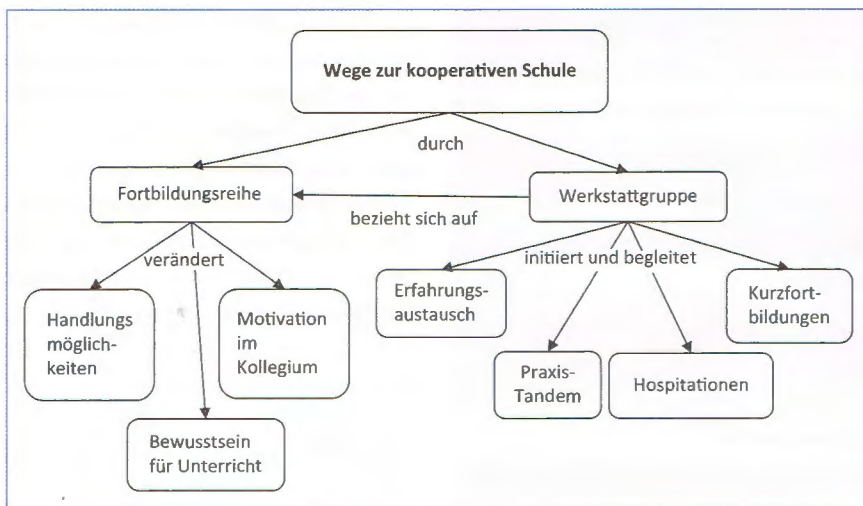 Wege zur kooperativen Schule
durch
Fortbildungsreihe
Werkstattgruppe
bezieht sich auf
verändert
initiiert und begleitet
Handlungs
möglich-
keiten
Motivation
im
Kollegium
Erfahrungs-
austausch
Kurzfort-
bildungen
Praxis-
Tandem
Hospitationen
Bewusstsein
für Unterricht